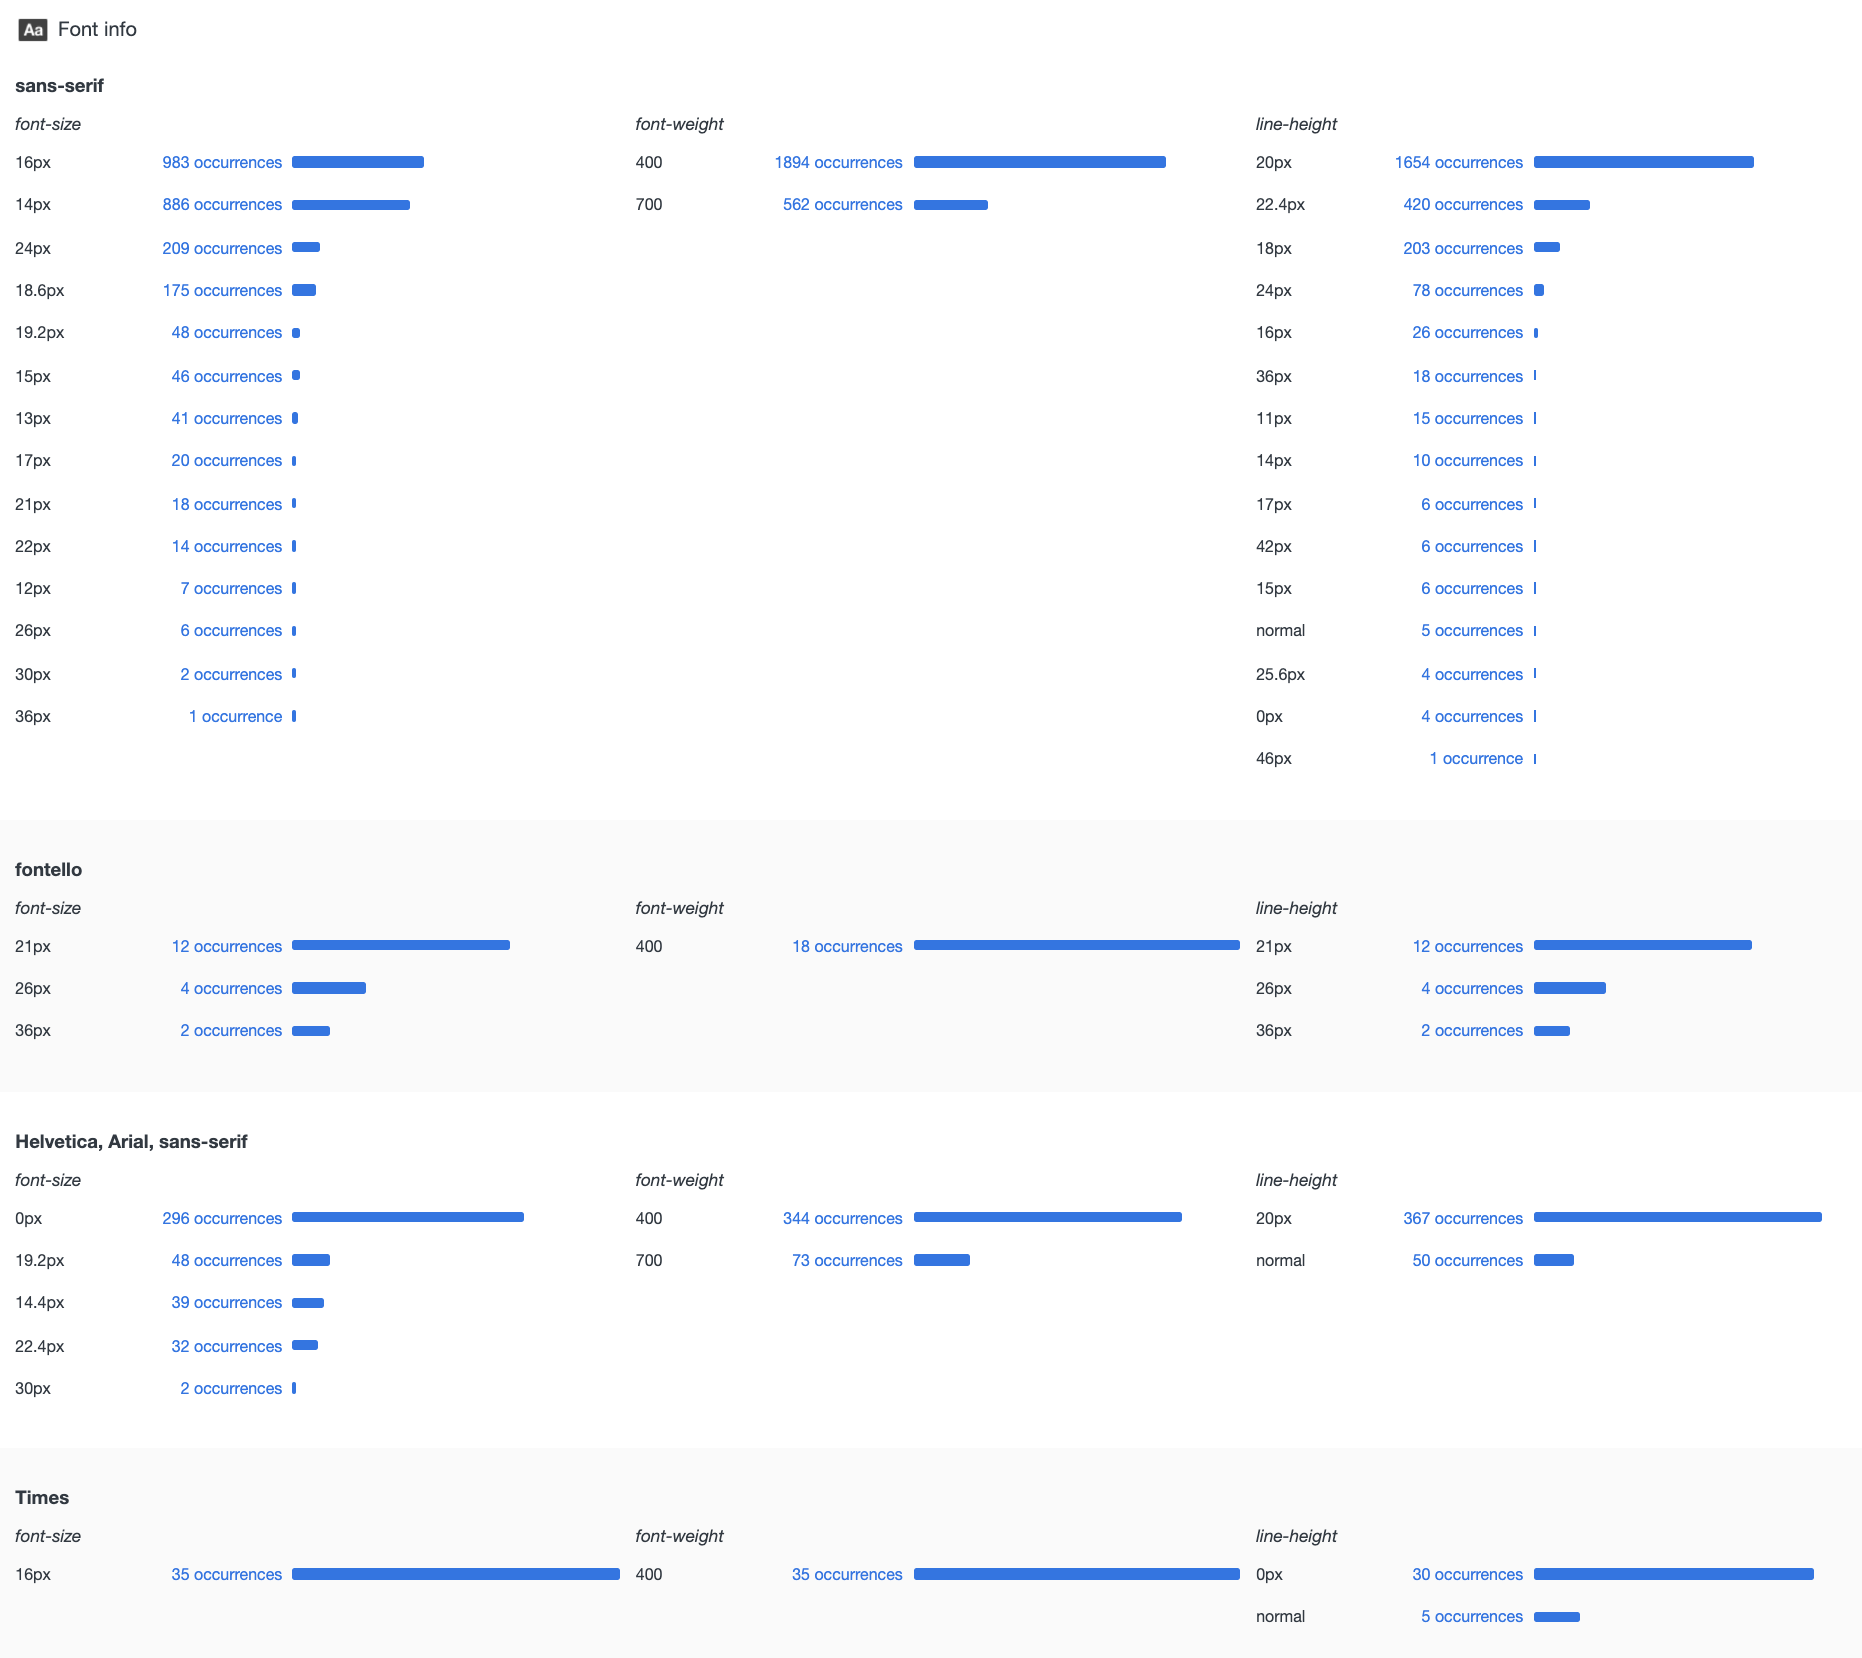 Aa Font info
sans-serif
font-size font-weight line-height
16px 983 occurrences 400 1894 occurrences 20px 1654 occurrences
14px 886 occurrences 700 562 occurrences 22.4px 420 occurrences
24px 209 occurrences 18px 203 occurrences
18.6px 175 occurrences 24px 78 occurrences
19.2px 48 occurrences 16px 26 occurrences
15px 46 occurrences 36px 18 occurrences
13px 41 occurrences 11px 15 occurrences
17px 20 occurrences 14px 10 occurrences
21px 18 occurrences 17px 6 occurrences
22px 14 occurrences 42px 6 occurrences
12px 7 occurrences 15px 6 occurrences
26px 6 occurrences normal 5 occurrences
30px 2 occurrences 25.6px 4 occurrences
36px 1 occurrence 0px 4 occurrences
46px 1 occurrence
fontello
font-size font-weight line-height
21px 12 occurrences 400 18 occurrences 21px 12 occurrences
26px 4 occurrences 26px 4 occurrences
36px 2 occurrences 36px 2 occurrences
Helvetica, Arial, sans-serif
font-size font-weight line-height
0px 296 occurrences 400 344 occurrences 20px 367 occurrences
19.2px 48 occurrences 700 73 occurrences normal 50 occurrences
14.4px 39 occurrences
22.4px 32 occurrences
30px 2 occurrences
Times
font-size font-weight line-height
16px 35 occurrences 400 35 occurrences 0px 30 occurrences
normal 5 occurrences